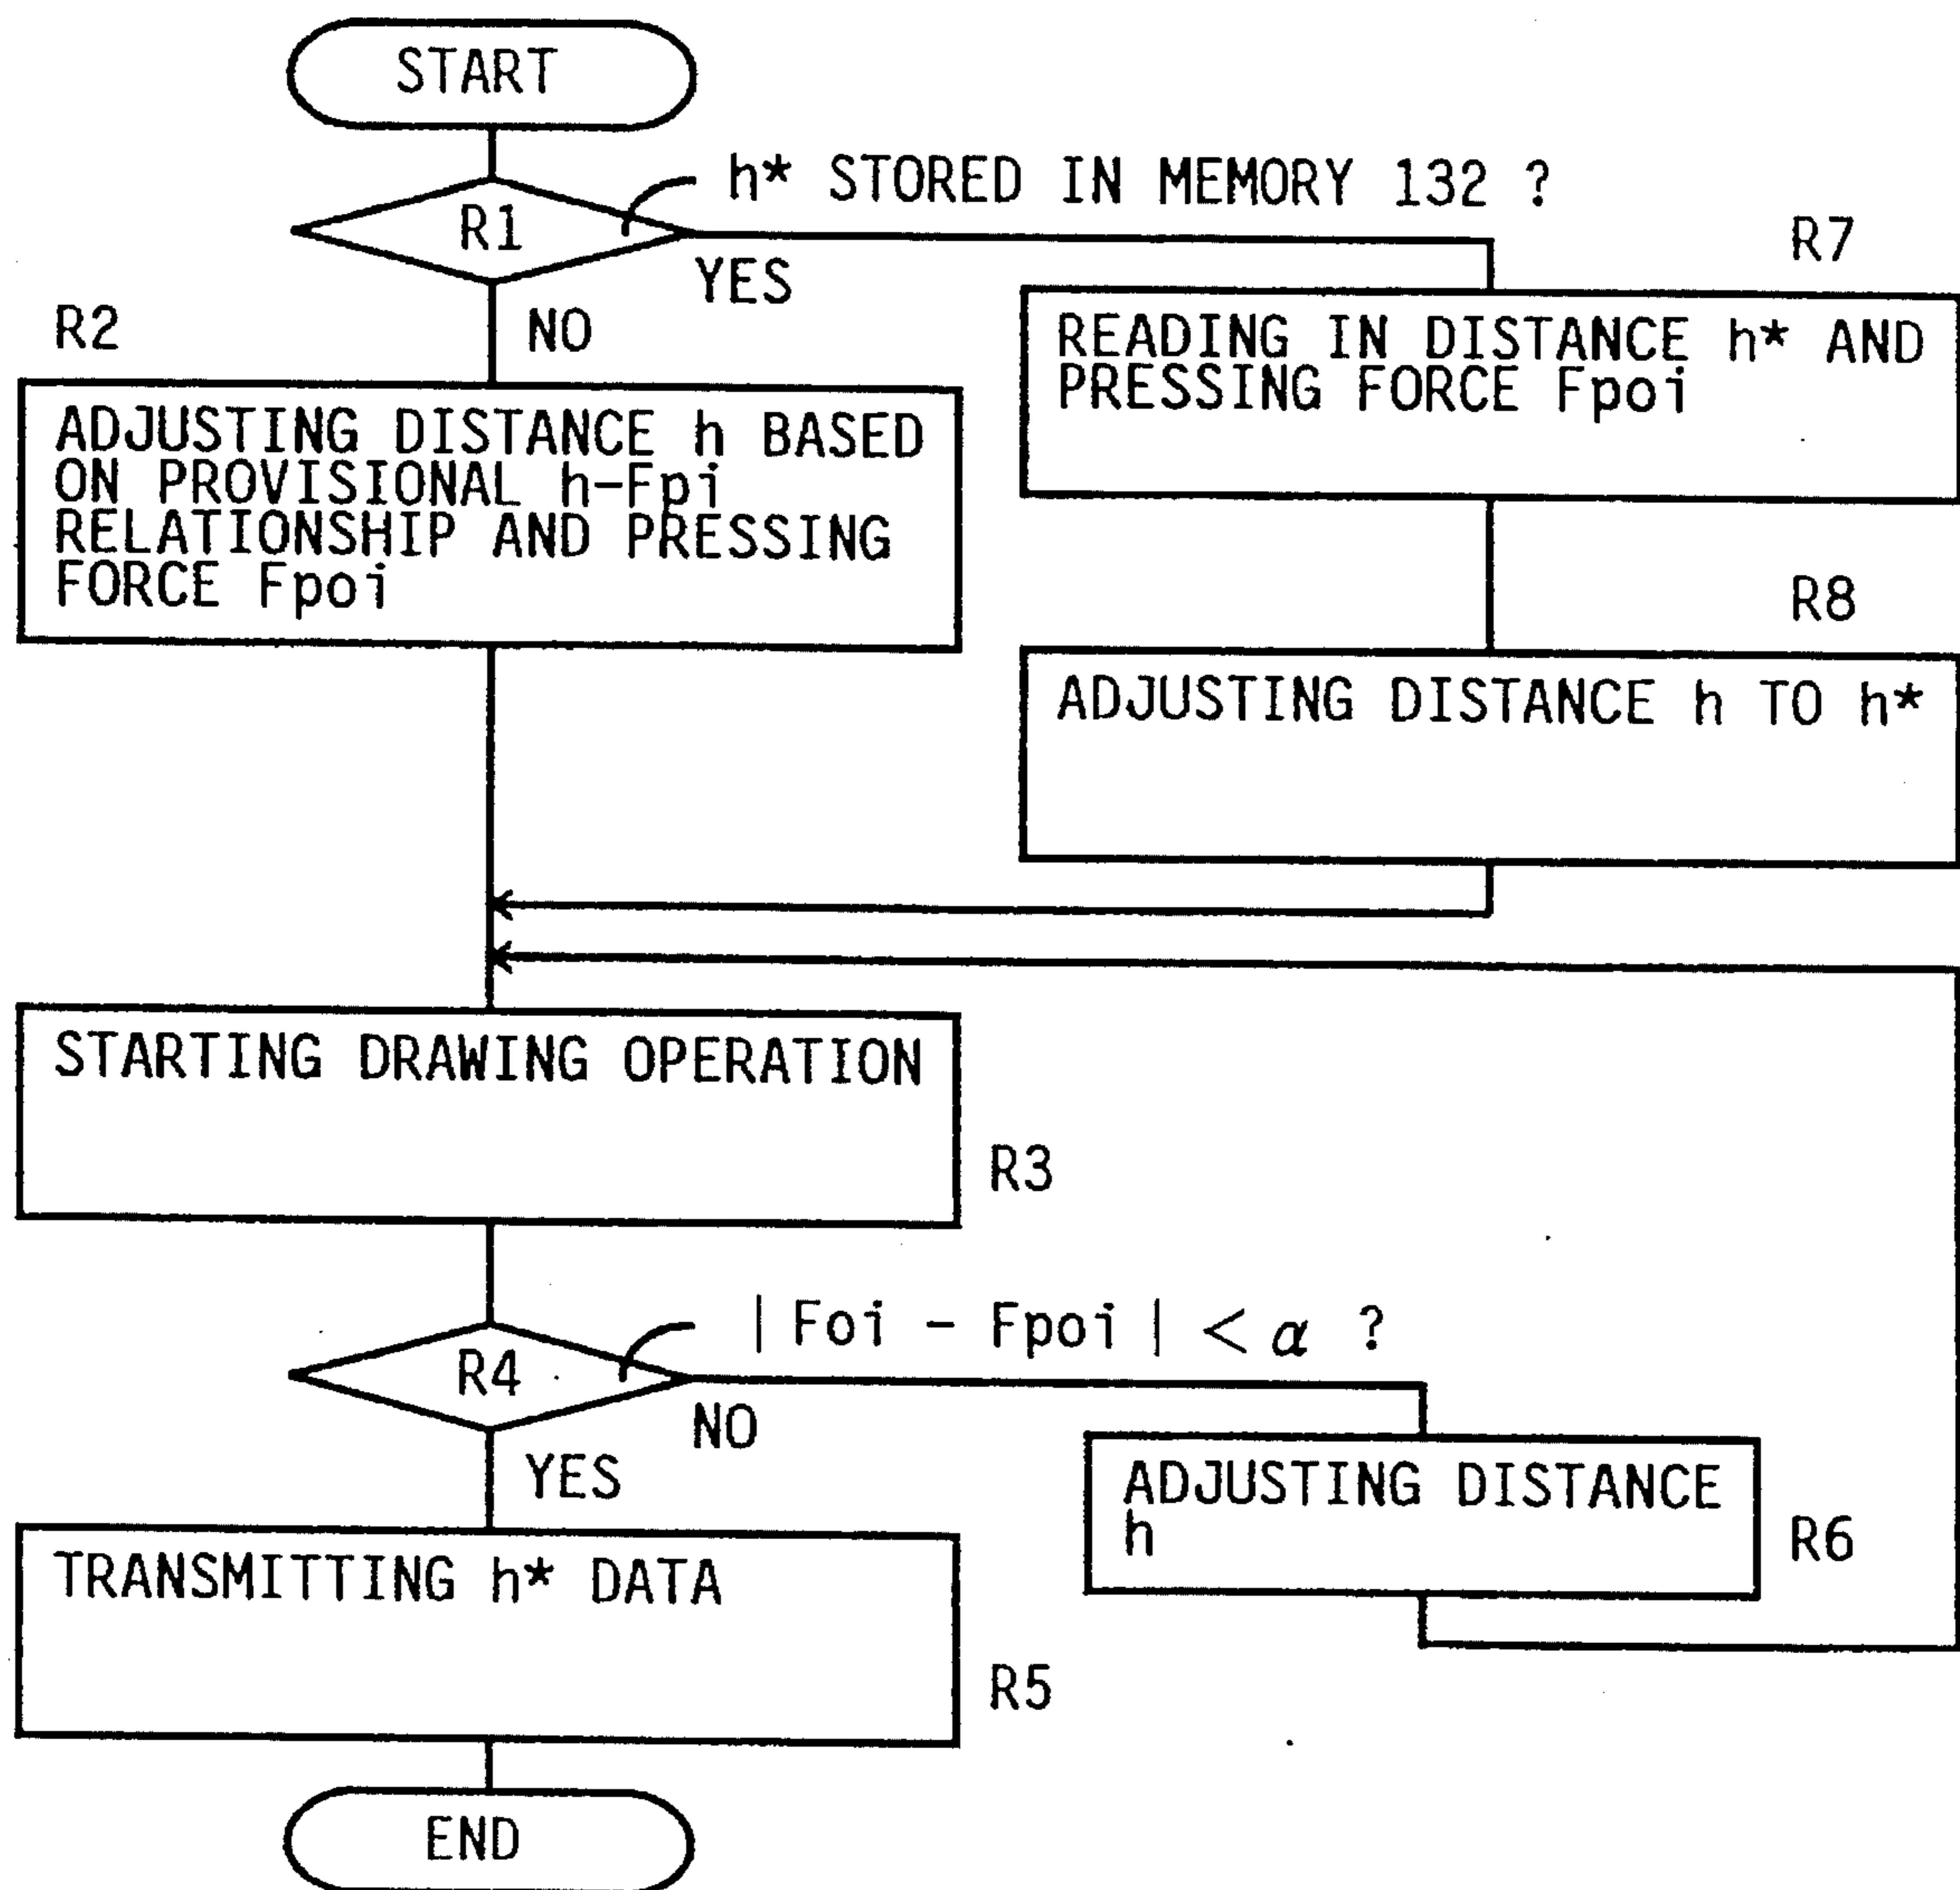 START
h* STORED IN MEMORY 132 ?
R1
YES
NO
R2
ADJUSTING DISTANCE h BASED
ON PROVISIONAL h-Fpi
RELATIONSHIP AND PRESSING
FORCE Fpoi
R7
READING IN DISTANCE h* AND
PRESSING FORCE Fpoi
R8
ADJUSTING DISTANCE h TO h*
STARTING DRAWING OPERATION
R3
| Foi - Fpoi | < α ?
R4
NO
YES
ADJUSTING DISTANCE
h
R6
TRANSMITTING h* DATA
R5
END